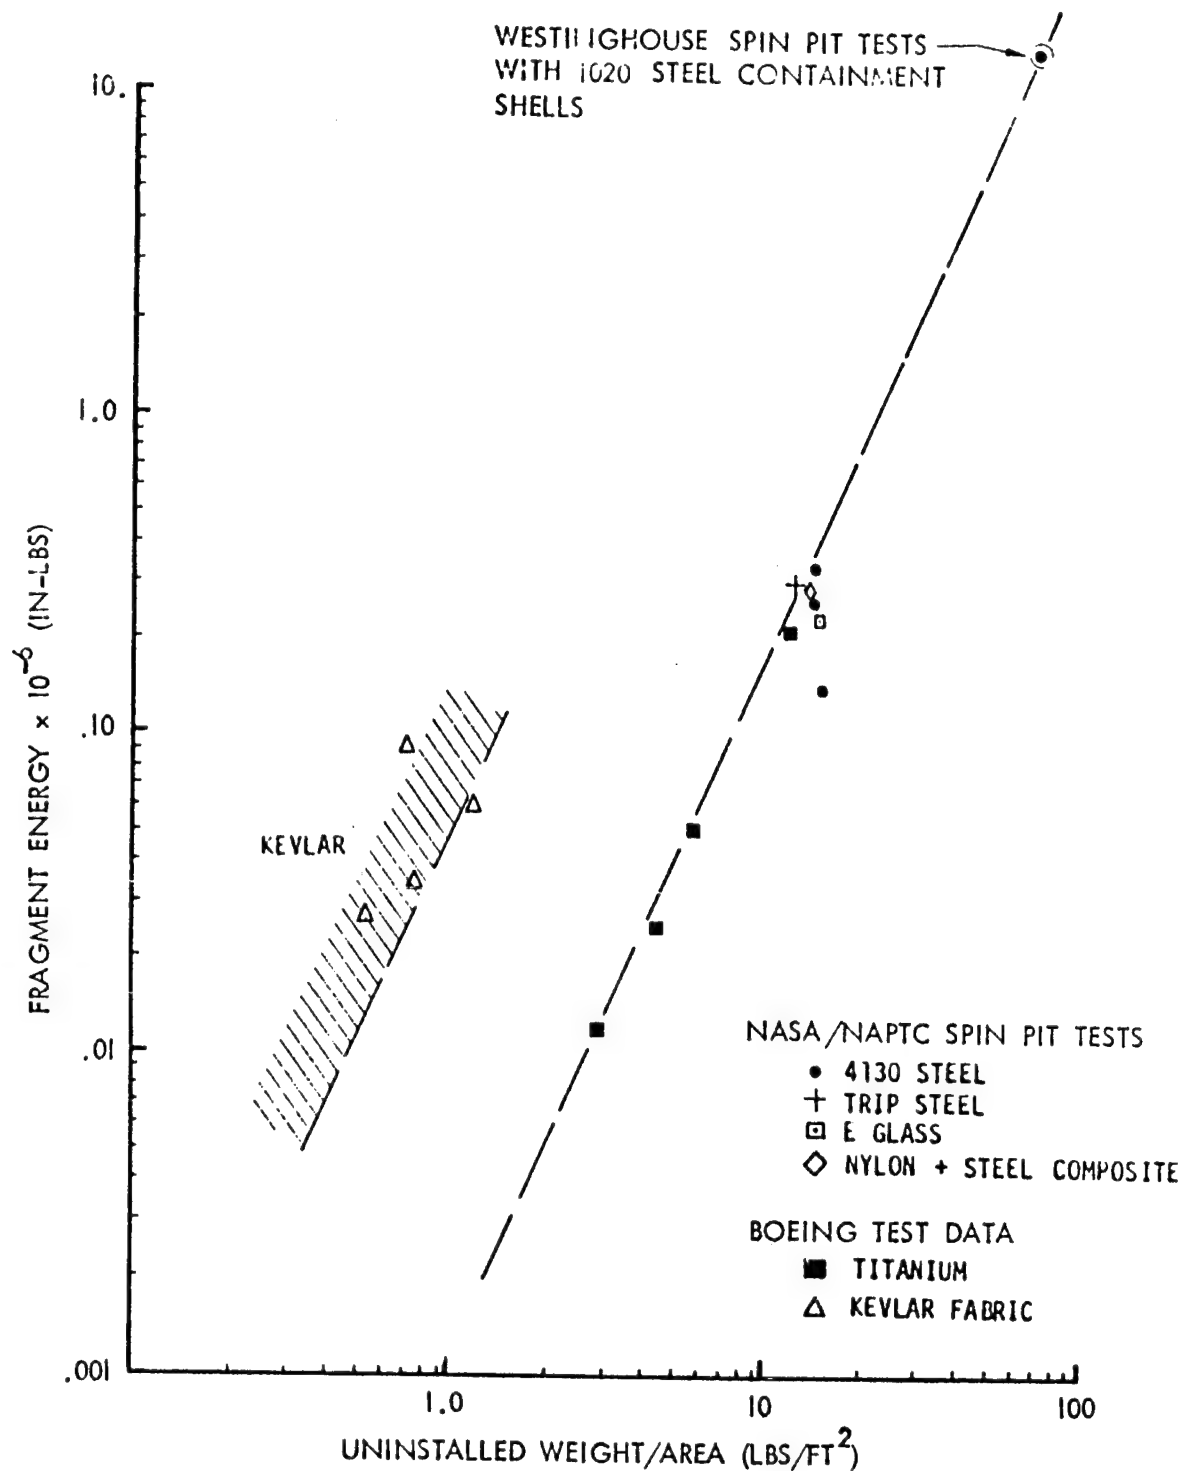 WESTINGHOUSE SPIN PIT TESTS
WITH 1020 STEEL CONTAINMENT
SHELLS
10.
1.0
.10
.01
.001
FRAGMENT ENERGY × 10⁻⁶ (IN-LBS)
KEVLAR
NASA/NAPTC SPIN PIT TESTS
4130 STEEL
TRIP STEEL
E GLASS
NYLON + STEEL COMPOSITE
BOEING TEST DATA
TITANIUM
KEVLAR FABRIC
1.0
10
100
UNINSTALLED WEIGHT/AREA (LBS/FT²)